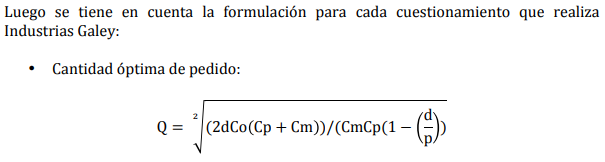 Luego se tiene en cuenta la formulación para cada cuestionamiento que realiza
Industrias Galey:
• Cantidad óptima de pedido:
Q = ²√(2dCo(Cp + Cm))/(CmCp(1 − (d/p))